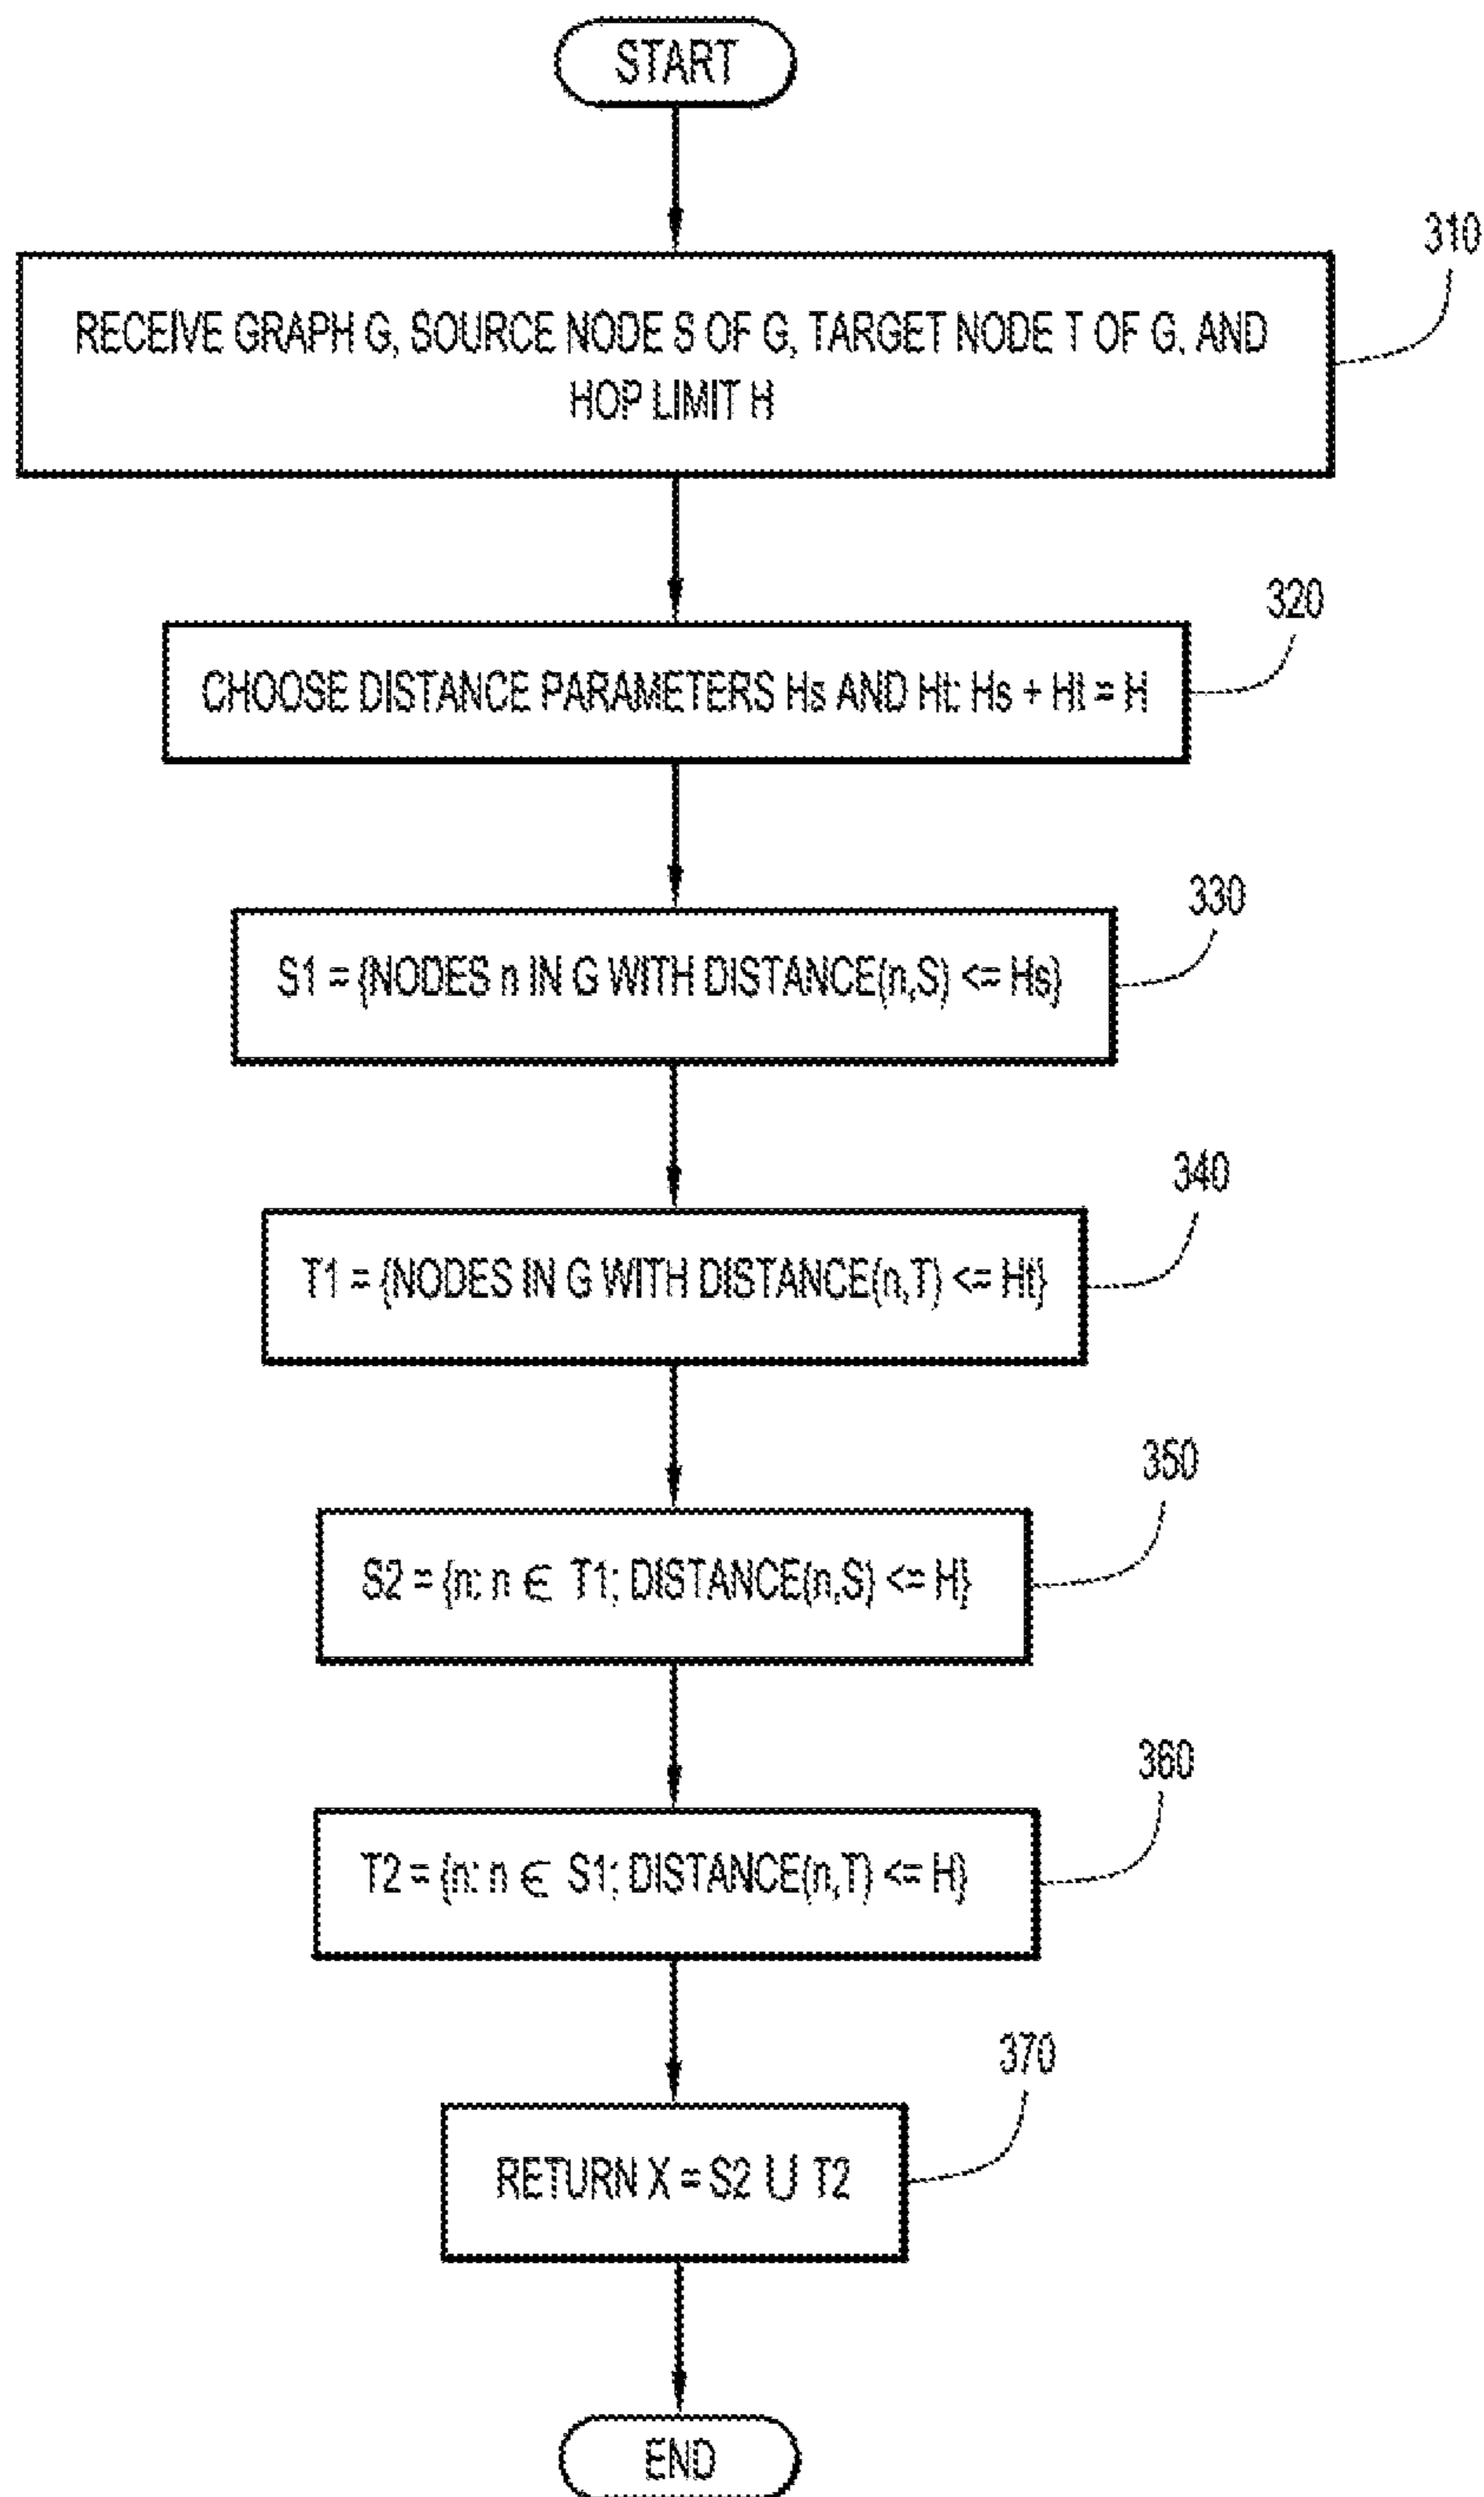 START
310
RECEIVE GRAPH G, SOURCE NODE S OF G, TARGET NODE T OF G, AND
HOP LIMIT H
320
CHOOSE DISTANCE PARAMETERS Hs AND Ht: Hs + Ht = H
330
S1 = {NODES n IN G WITH DISTANCE(n,S) <= Hs}
340
T1 = {NODES IN G WITH DISTANCE(n,T) <= Ht}
350
S2 = {n: n ∈ T1; DISTANCE(n,S) <= H}
360
T2 = {n: n ∈ S1; DISTANCE(n,T) <= H}
370
RETURN X = S2 ∪ T2
END